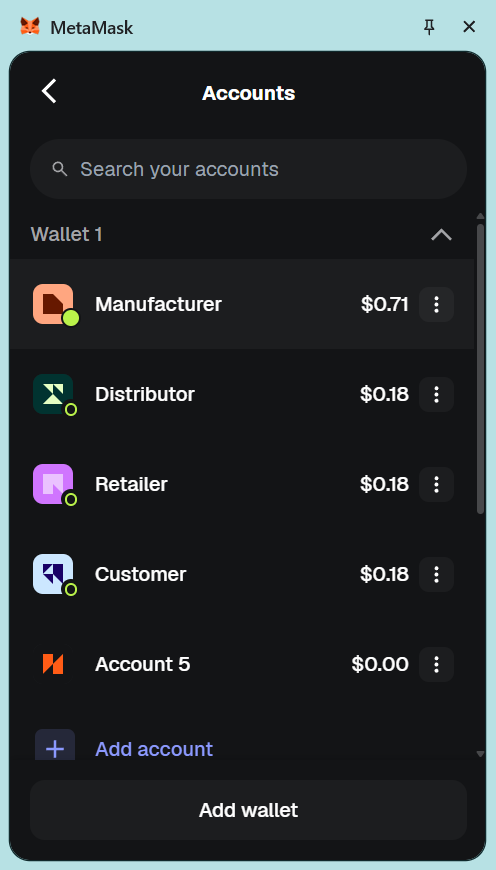 MetaMask
Accounts
Search your accounts
Wallet 1
Manufacturer $0.71
Distributor $0.18
Retailer $0.18
Customer $0.18
Account 5 $0.00
+ Add account
Add wallet